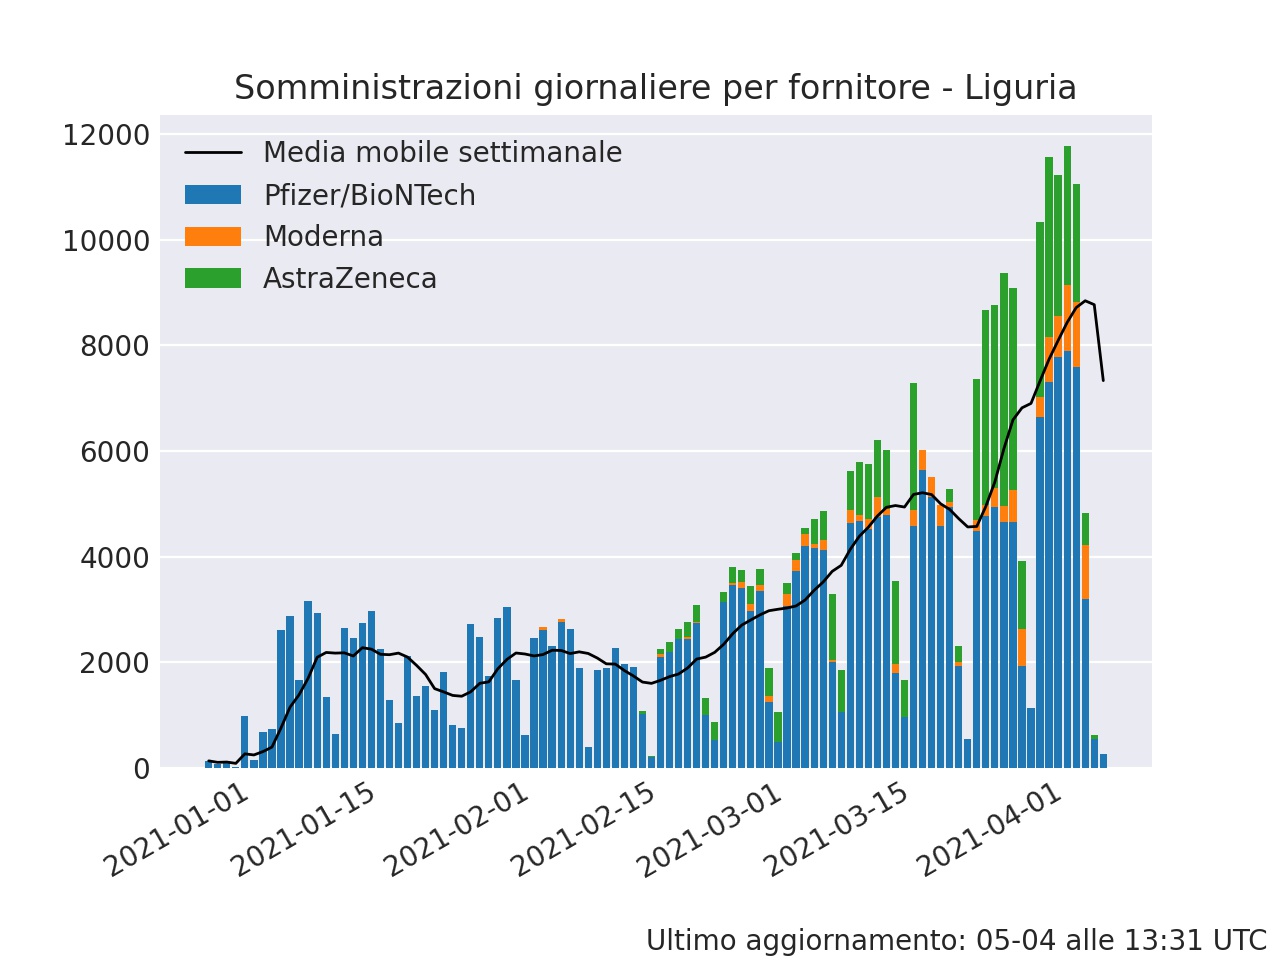 Somministrazioni giornaliere per fornitore - Liguria
12000
10000
8000
6000
4000
2000
0
Media mobile settimanale
Pfizer/BioNTech
Moderna
AstraZeneca
2021-01-01
2021-01-15
2021-02-01
2021-02-15
2021-03-01
2021-03-15
2021-04-01
Ultimo aggiornamento: 05-04 alle 13:31 UTC